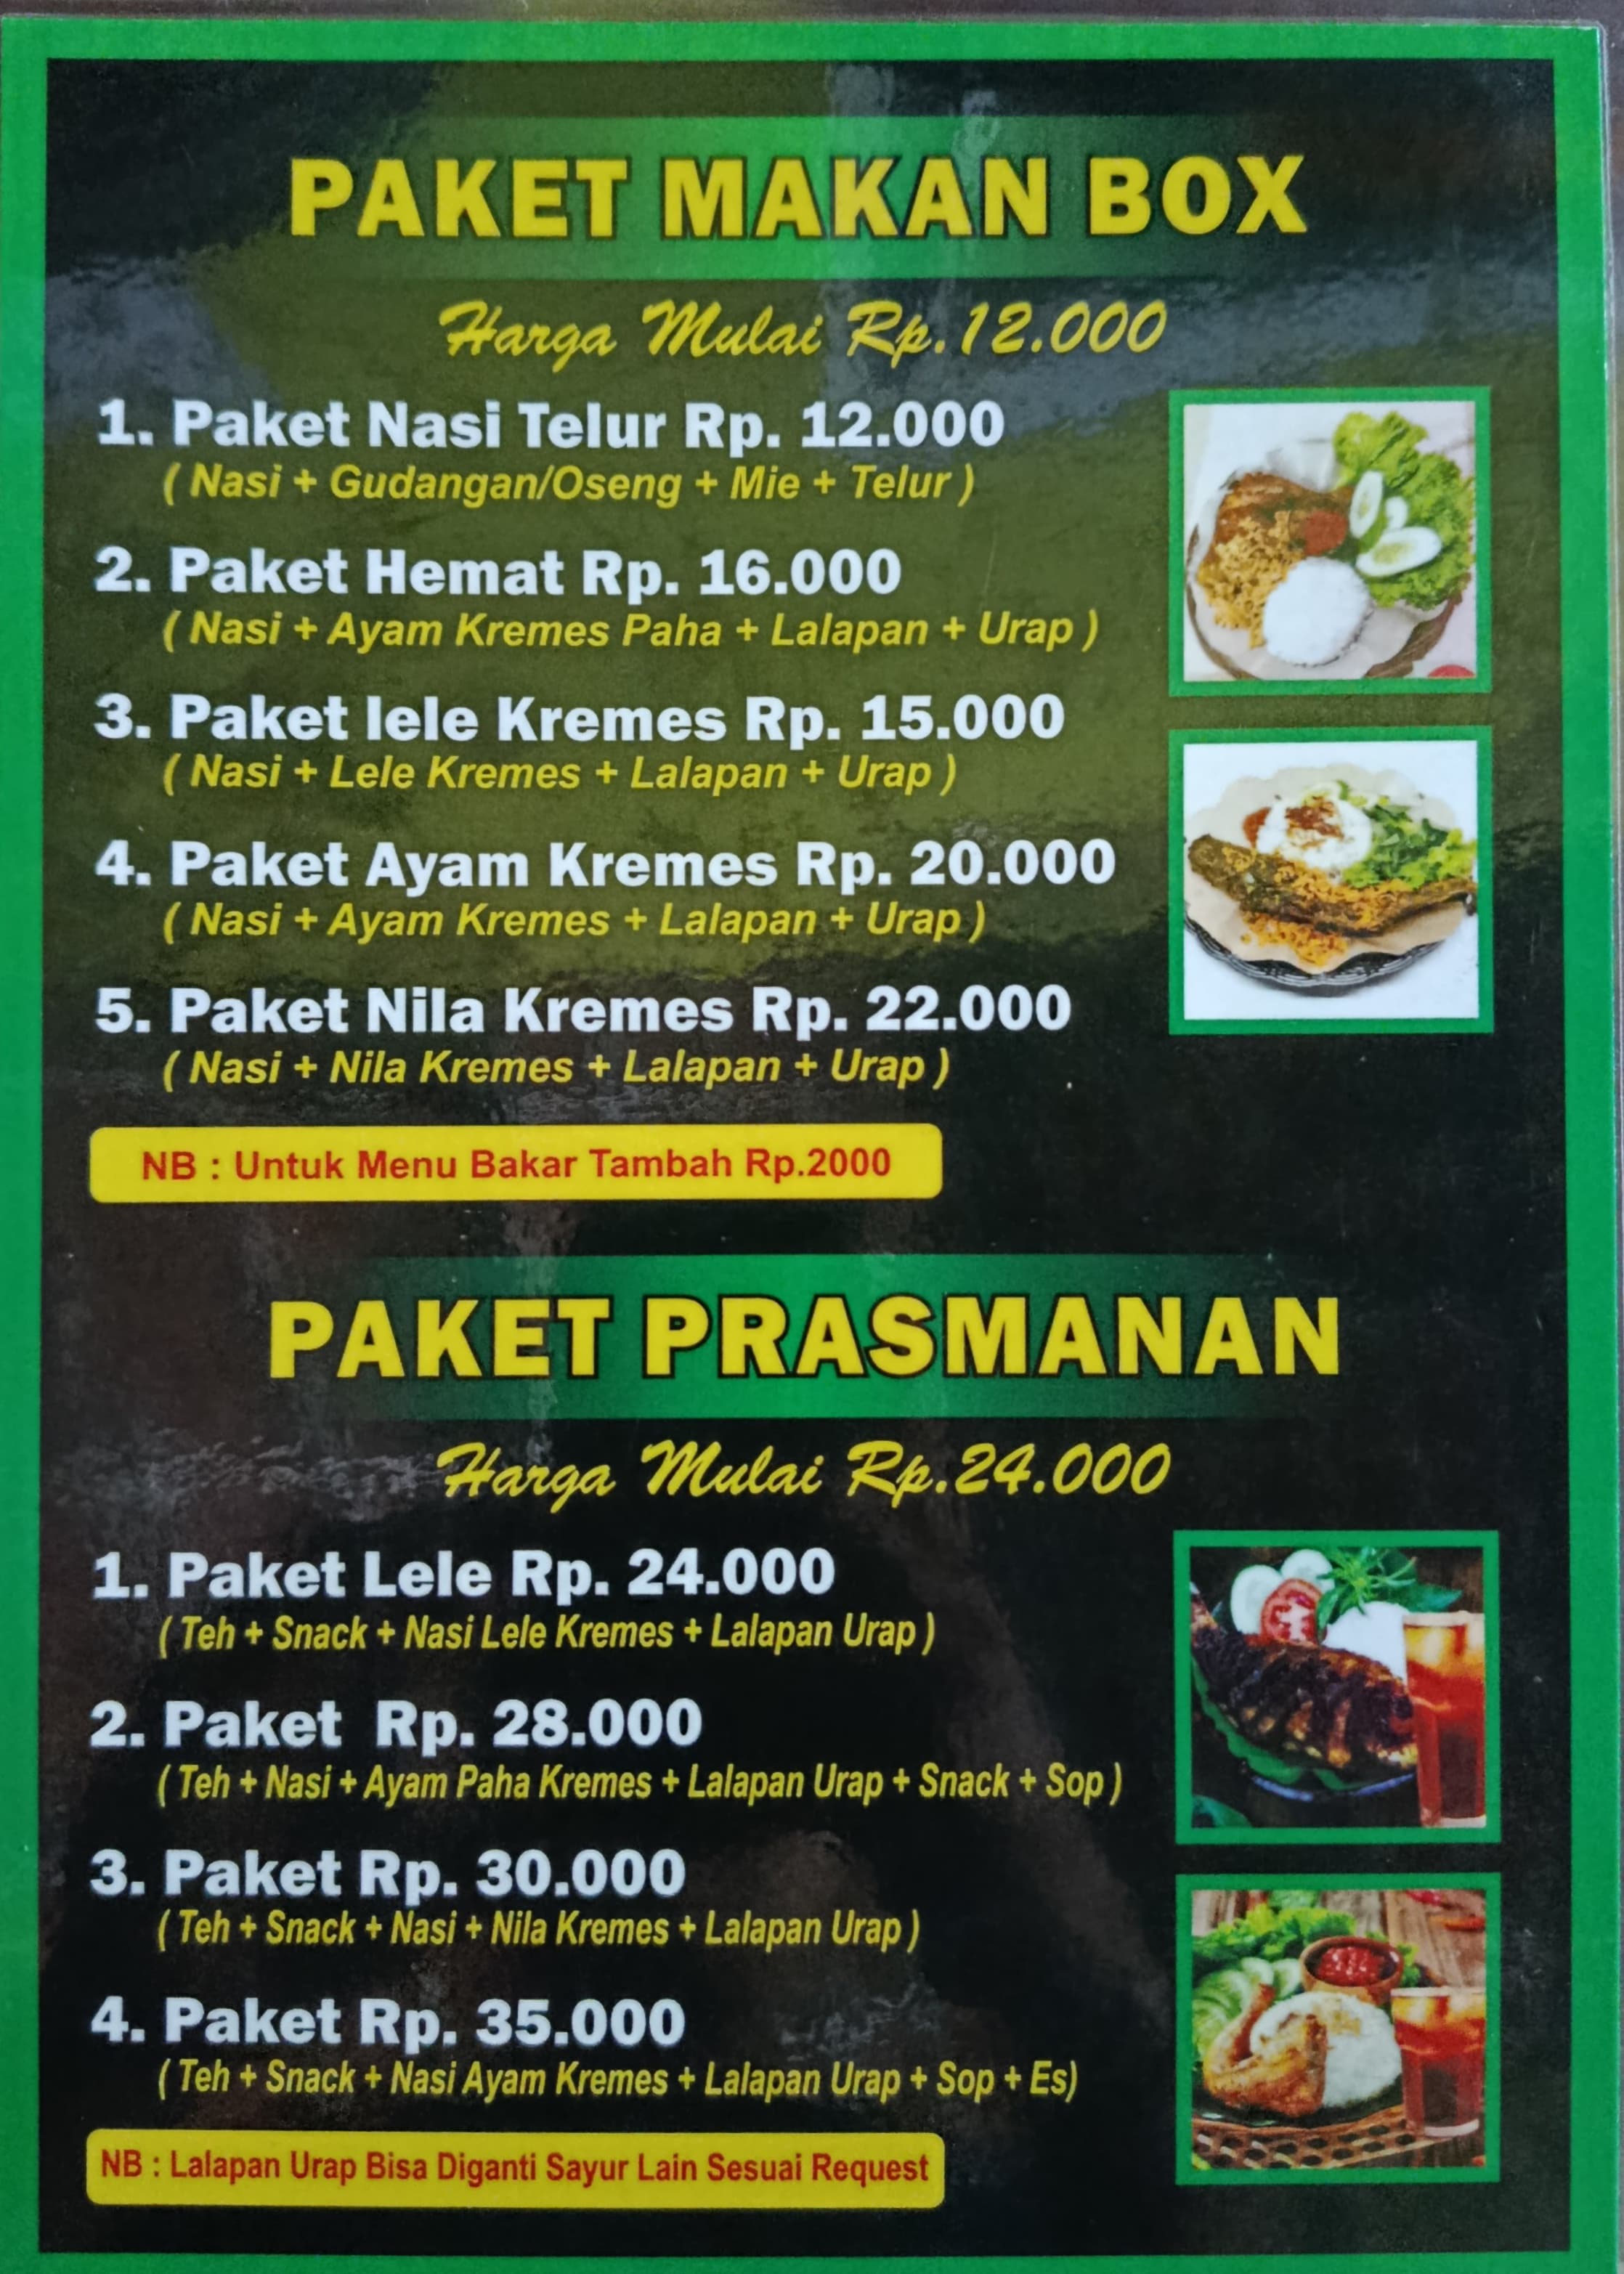 PAKET MAKAN BOX
Harga Mulai Rp.12.000
1. Paket Nasi Telur Rp. 12.000
( Nasi + Gudangan/Oseng + Mie + Telur )
2. Paket Hemat Rp. 16.000
( Nasi + Ayam Kremes Paha + Lalapan + Urap )
3. Paket lele Kremes Rp. 15.000
( Nasi + Lele Kremes + Lalapan + Urap )
4. Paket Ayam Kremes Rp. 20.000
( Nasi + Ayam Kremes + Lalapan + Urap )
5. Paket Nila Kremes Rp. 22.000
( Nasi + Nila Kremes + Lalapan + Urap )
NB : Untuk Menu Bakar Tambah Rp.2000
PAKET PRASMANAN
Harga Mulai Rp.24.000
1. Paket Lele Rp. 24.000
( Teh + Snack + Nasi Lele Kremes + Lalapan Urap )
2. Paket Rp. 28.000
( Teh + Nasi + Ayam Paha Kremes + Lalapan Urap + Snack + Sop )
3. Paket Rp. 30.000
( Teh + Snack + Nasi + Nila Kremes + Lalapan Urap )
4. Paket Rp. 35.000
( Teh + Snack + Nasi Ayam Kremes + Lalapan Urap + Sop + Es)
NB : Lalapan Urap Bisa Diganti Sayur Lain Sesuai Request